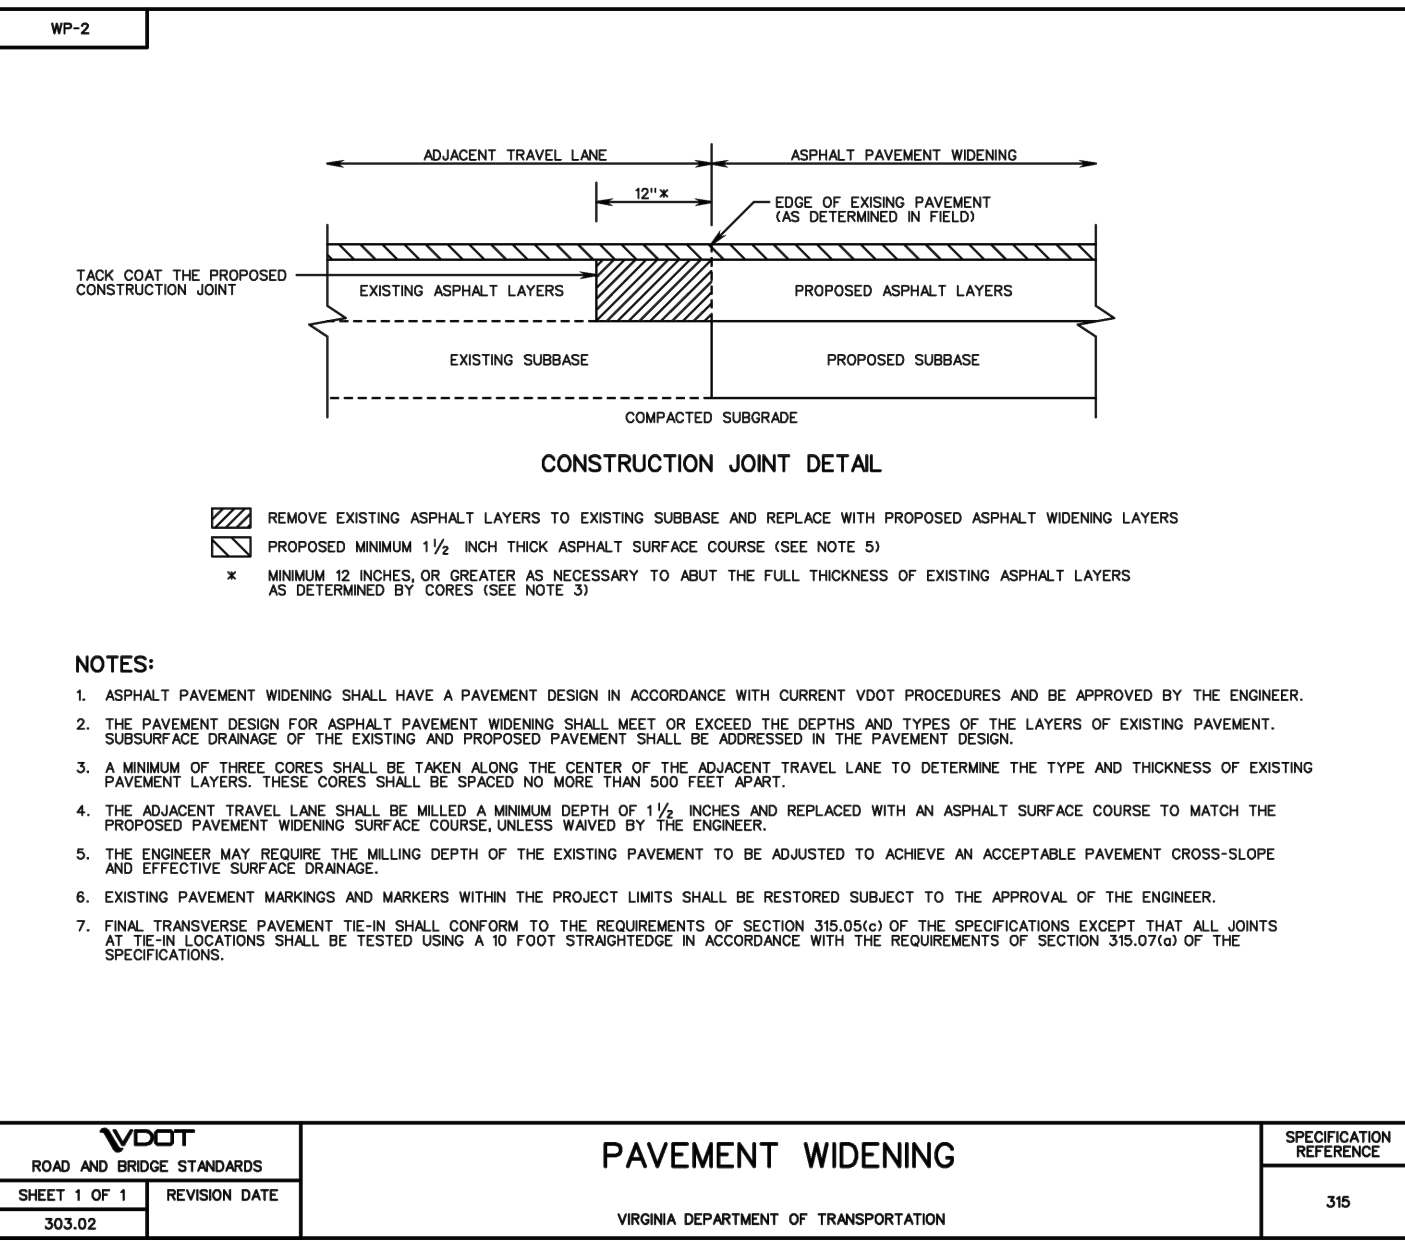 WP-2
ADJACENT TRAVEL LANE
ASPHALT PAVEMENT WIDENING
12"*
EDGE OF EXISING PAVEMENT
(AS DETERMINED IN FIELD)
TACK COAT THE PROPOSED
CONSTRUCTION JOINT
EXISTING ASPHALT LAYERS
PROPOSED ASPHALT LAYERS
EXISTING SUBBASE
PROPOSED SUBBASE
COMPACTED SUBGRADE
CONSTRUCTION JOINT DETAIL
REMOVE EXISTING ASPHALT LAYERS TO EXISTING SUBBASE AND REPLACE WITH PROPOSED ASPHALT WIDENING LAYERS
PROPOSED MINIMUM 1 1/2 INCH THICK ASPHALT SURFACE COURSE (SEE NOTE 5)
* MINIMUM 12 INCHES, OR GREATER AS NECESSARY TO ABUT THE FULL THICKNESS OF EXISTING ASPHALT LAYERS
AS DETERMINED BY CORES (SEE NOTE 3)
NOTES:
1. ASPHALT PAVEMENT WIDENING SHALL HAVE A PAVEMENT DESIGN IN ACCORDANCE WITH CURRENT VDOT PROCEDURES AND BE APPROVED BY THE ENGINEER.
2. THE PAVEMENT DESIGN FOR ASPHALT PAVEMENT WIDENING SHALL MEET OR EXCEED THE DEPTHS AND TYPES OF THE LAYERS OF EXISTING PAVEMENT.
SUBSURFACE DRAINAGE OF THE EXISTING AND PROPOSED PAVEMENT SHALL BE ADDRESSED IN THE PAVEMENT DESIGN.
3. A MINIMUM OF THREE CORES SHALL BE TAKEN ALONG THE CENTER OF THE ADJACENT TRAVEL LANE TO DETERMINE THE TYPE AND THICKNESS OF EXISTING
PAVEMENT LAYERS. THESE CORES SHALL BE SPACED NO MORE THAN 500 FEET APART.
4. THE ADJACENT TRAVEL LANE SHALL BE MILLED A MINIMUM DEPTH OF 1 1/2 INCHES AND REPLACED WITH AN ASPHALT SURFACE COURSE TO MATCH THE
PROPOSED PAVEMENT WIDENING SURFACE COURSE, UNLESS WAIVED BY THE ENGINEER.
5. THE ENGINEER MAY REQUIRE THE MILLING DEPTH OF THE EXISTING PAVEMENT TO BE ADJUSTED TO ACHIEVE AN ACCEPTABLE PAVEMENT CROSS-SLOPE
AND EFFECTIVE SURFACE DRAINAGE.
6. EXISTING PAVEMENT MARKINGS AND MARKERS WITHIN THE PROJECT LIMITS SHALL BE RESTORED SUBJECT TO THE APPROVAL OF THE ENGINEER.
7. FINAL TRANSVERSE PAVEMENT TIE-IN SHALL CONFORM TO THE REQUIREMENTS OF SECTION 315.05(c) OF THE SPECIFICATIONS EXCEPT THAT ALL JOINTS
AT TIE-IN LOCATIONS SHALL BE TESTED USING A 10 FOOT STRAIGHTEDGE IN ACCORDANCE WITH THE REQUIREMENTS OF SECTION 315.07(a) OF THE
SPECIFICATIONS.
VDOT
ROAD AND BRIDGE STANDARDS
SHEET 1 OF 1
REVISION DATE
303.02
PAVEMENT WIDENING
VIRGINIA DEPARTMENT OF TRANSPORTATION
SPECIFICATION
REFERENCE
315